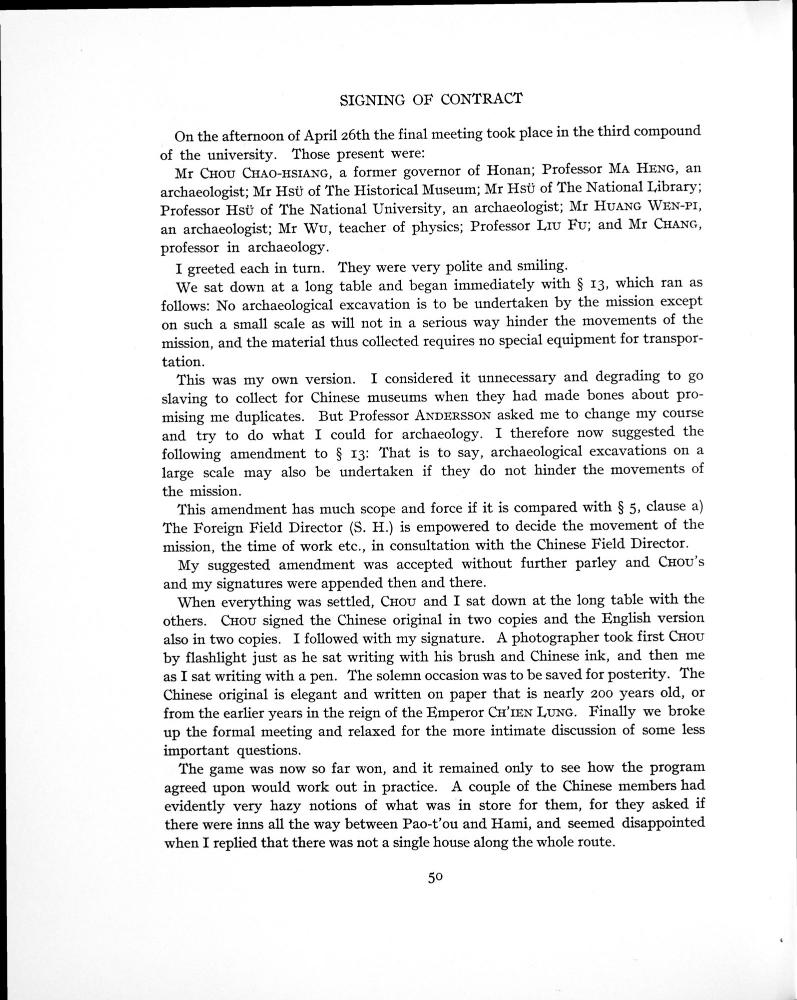 SIGNING OF CONTRACT
On the afternoon of April 26th the final meeting took place in the third compound
of the university. Those present were:
Mr CHOU CHAO-HSIANG, a former governor of Honan; Professor MA HENG, an
archaeologist; Mr HSÜ of The Historical Museum; Mr HSÜ of The National Library;
Professor HSÜ of The National University, an archaeologist; Mr HUANG WEN-PI,
an archaeologist; Mr WU, teacher of physics; Professor LIU FU; and Mr CHANG,
professor in archaeology.
I greeted each in turn. They were very polite and smiling.
We sat down at a long table and began immediately with § 13, which ran as
follows: No archaeological excavation is to be undertaken by the mission except
on such a small scale as will not in a serious way hinder the movements of the
mission, and the material thus collected requires no special equipment for transpor-
tation.
This was my own version. I considered it unnecessary and degrading to go
slaving to collect for Chinese museums when they had made bones about pro-
mising me duplicates. But Professor ANDERSSON asked me to change my course
and try to do what I could for archaeology. I therefore now suggested the
following amendment to § 13: That is to say, archaeological excavations on a
large scale may also be undertaken if they do not hinder the movements of
the mission.
This amendment has much scope and force if it is compared with § 5, clause a)
The Foreign Field Director (S. H.) is empowered to decide the movement of the
mission, the time of work etc., in consultation with the Chinese Field Director.
My suggested amendment was accepted without further parley and CHOU's
and my signatures were appended then and there.
When everything was settled, CHOU and I sat down at the long table with the
others. CHOU signed the Chinese original in two copies and the English version
also in two copies. I followed with my signature. A photographer took first CHOU
by flashlight just as he sat writing with his brush and Chinese ink, and then me
as I sat writing with a pen. The solemn occasion was to be saved for posterity. The
Chinese original is elegant and written on paper that is nearly 200 years old, or
from the earlier years in the reign of the Emperor CH'IEN LUNG. Finally we broke
up the formal meeting and relaxed for the more intimate discussion of some less
important questions.
The game was now so far won, and it remained only to see how the program
agreed upon would work out in practice. A couple of the Chinese members had
evidently very hazy notions of what was in store for them, for they asked if
there were inns all the way between Pao-t'ou and Hami, and seemed disappointed
when I replied that there was not a single house along the whole route.
50